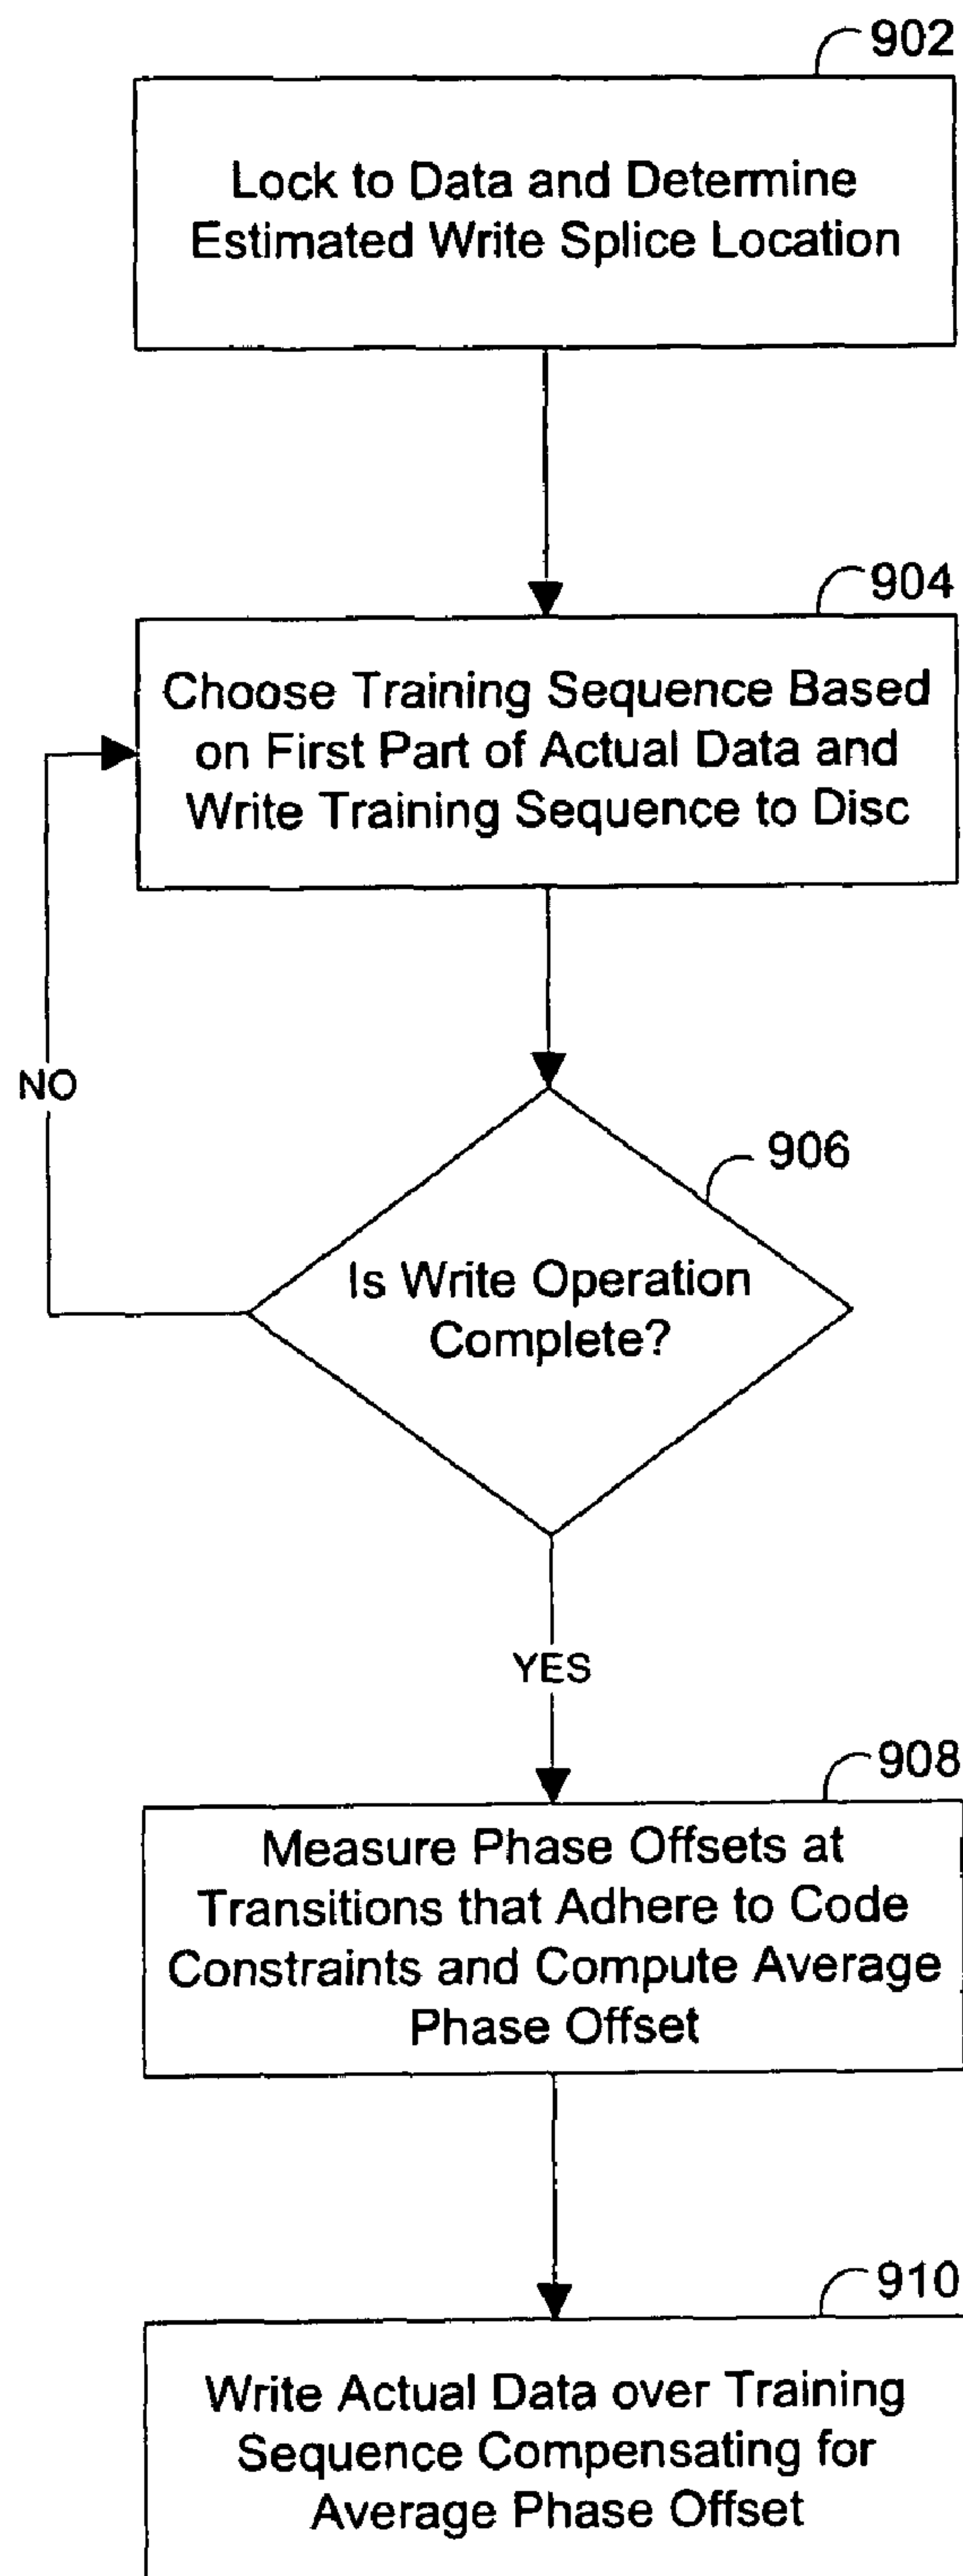 902
Lock to Data and Determine
Estimated Write Splice Location
904
Choose Training Sequence Based
on First Part of Actual Data and
Write Training Sequence to Disc
NO
906
Is Write Operation
Complete?
YES
908
Measure Phase Offsets at
Transitions that Adhere to Code
Constraints and Compute Average
Phase Offset
910
Write Actual Data over Training
Sequence Compensating for
Average Phase Offset